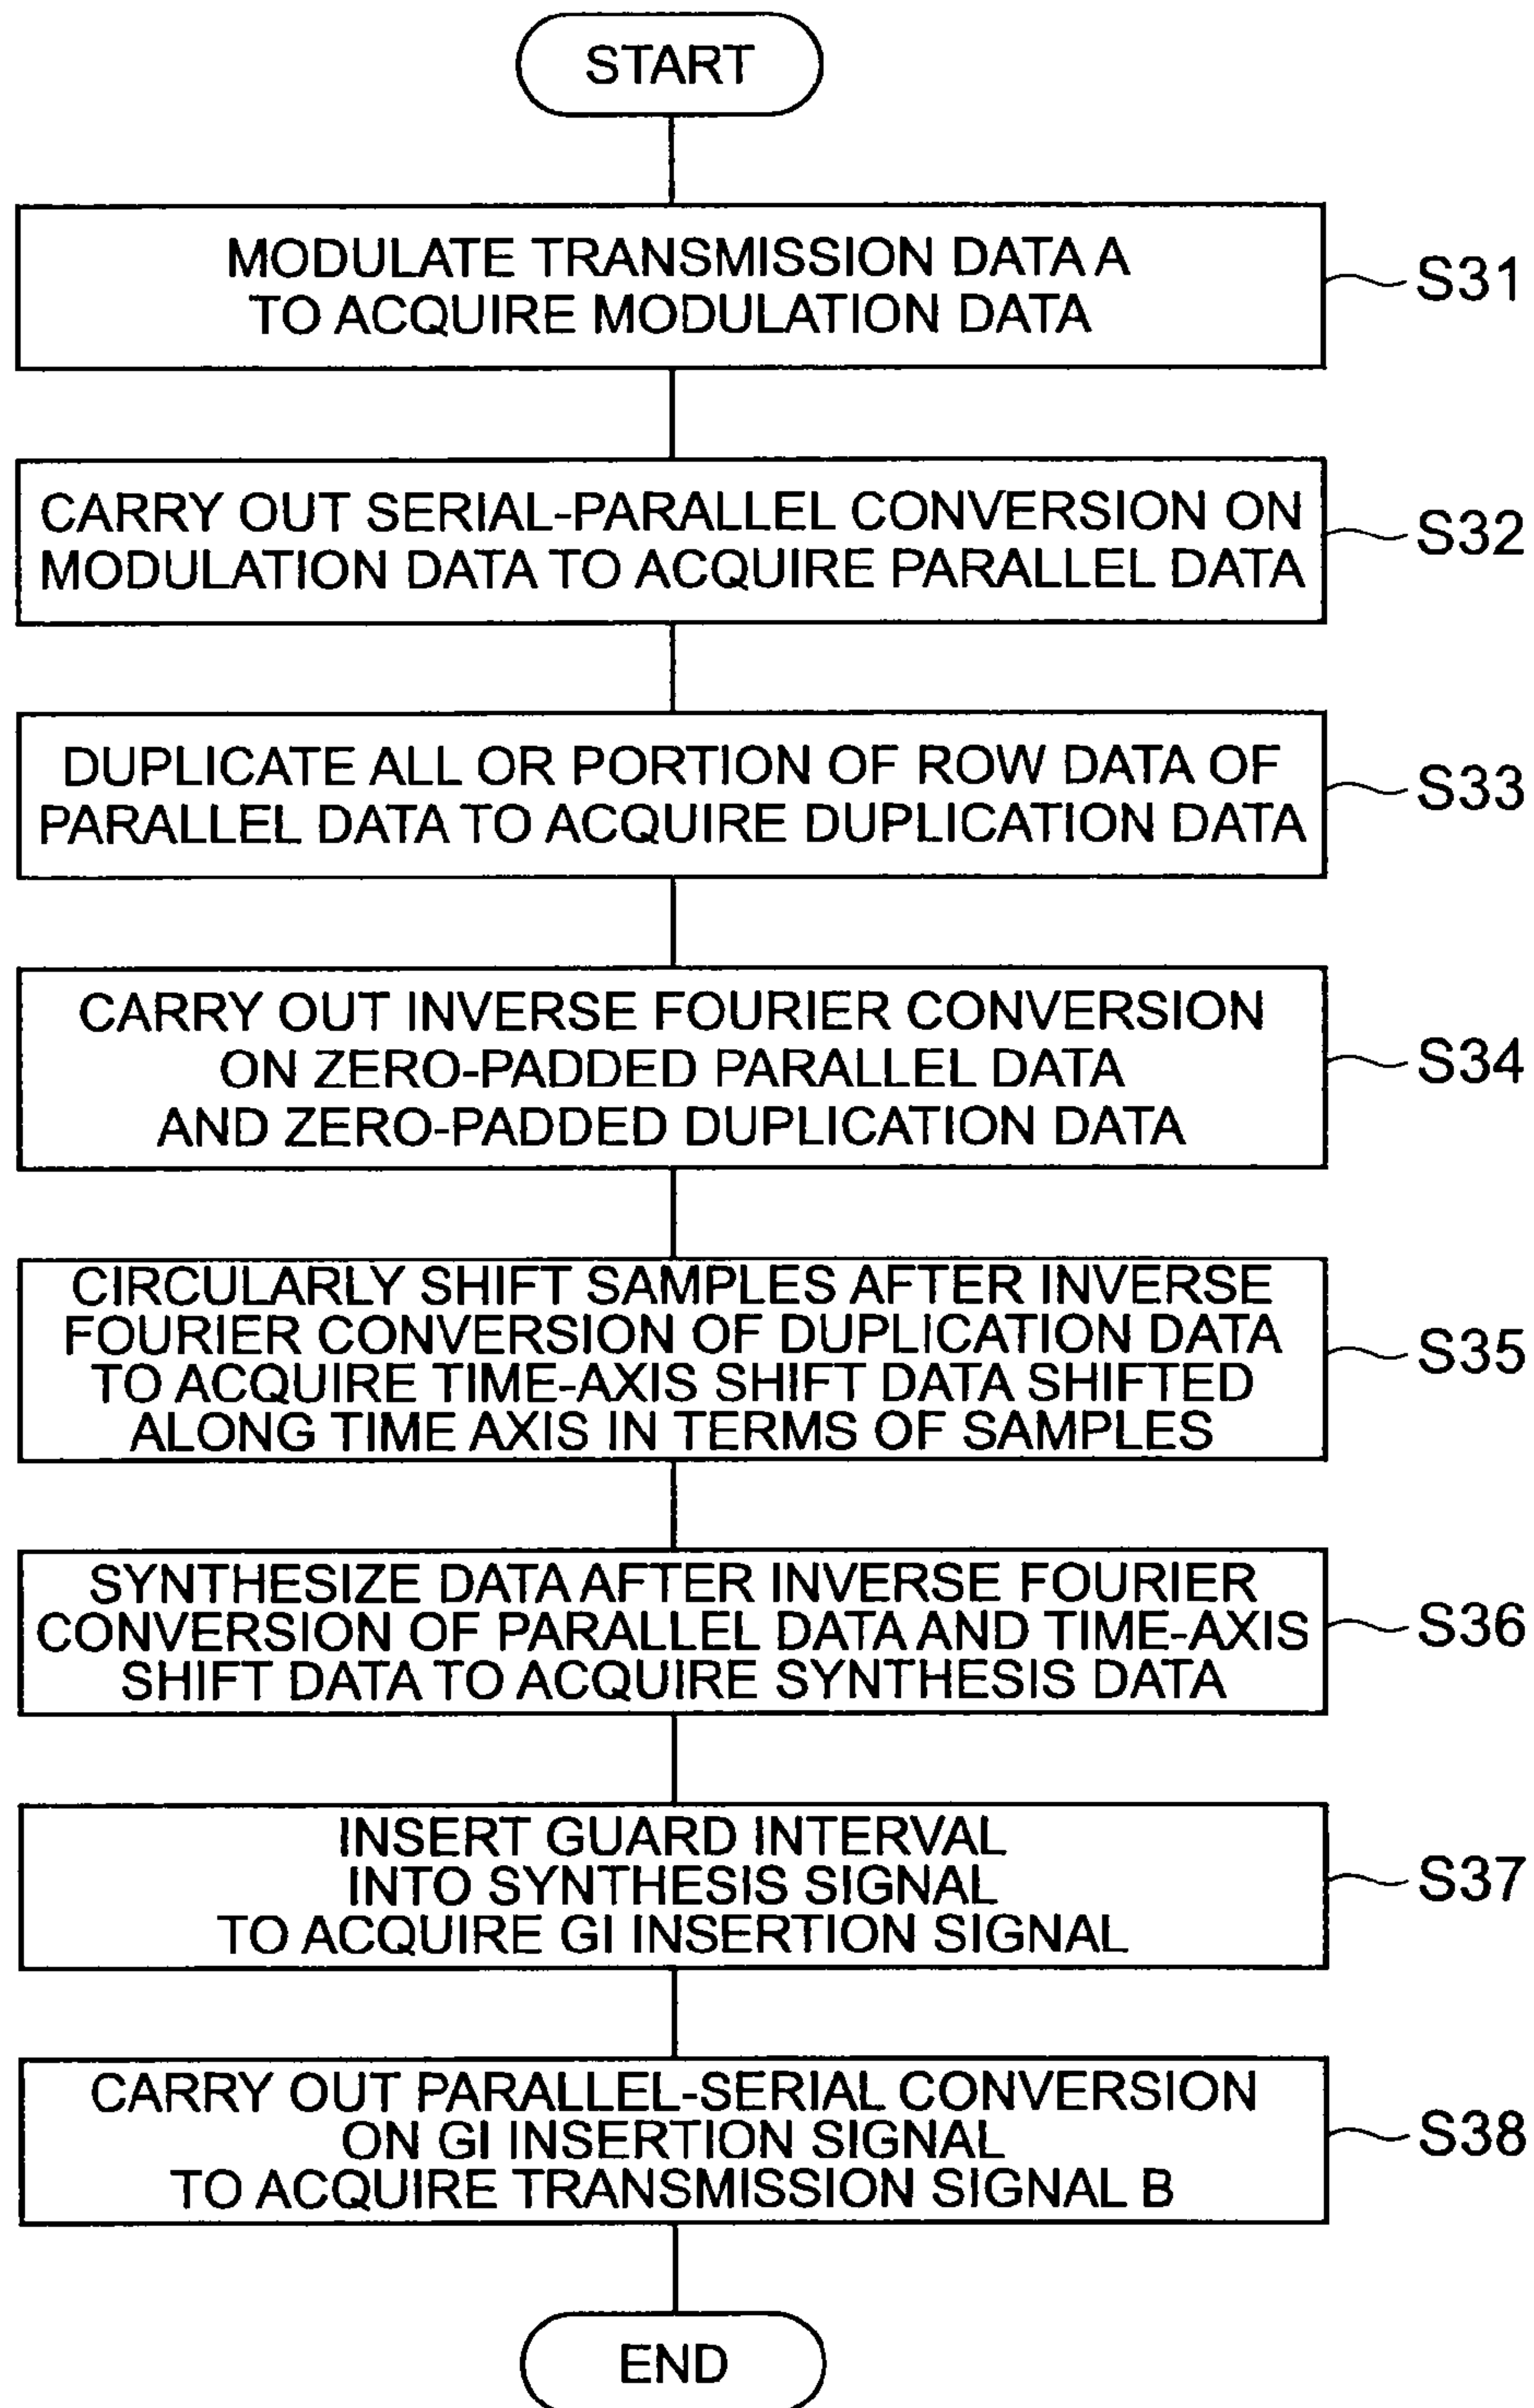 START
MODULATE TRANSMISSION DATA A
TO ACQUIRE MODULATION DATA
S31
CARRY OUT SERIAL-PARALLEL CONVERSION ON
MODULATION DATA TO ACQUIRE PARALLEL DATA
S32
DUPLICATE ALL OR PORTION OF ROW DATA OF
PARALLEL DATA TO ACQUIRE DUPLICATION DATA
S33
CARRY OUT INVERSE FOURIER CONVERSION
ON ZERO-PADDED PARALLEL DATA
AND ZERO-PADDED DUPLICATION DATA
S34
CIRCULARLY SHIFT SAMPLES AFTER INVERSE
FOURIER CONVERSION OF DUPLICATION DATA
TO ACQUIRE TIME-AXIS SHIFT DATA SHIFTED
ALONG TIME AXIS IN TERMS OF SAMPLES
S35
SYNTHESIZE DATA AFTER INVERSE FOURIER
CONVERSION OF PARALLEL DATA AND TIME-AXIS
SHIFT DATA TO ACQUIRE SYNTHESIS DATA
S36
INSERT GUARD INTERVAL
INTO SYNTHESIS SIGNAL
TO ACQUIRE GI INSERTION SIGNAL
S37
CARRY OUT PARALLEL-SERIAL CONVERSION
ON GI INSERTION SIGNAL
TO ACQUIRE TRANSMISSION SIGNAL B
S38
END